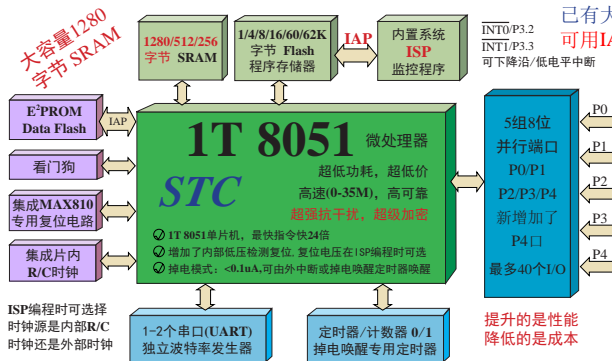 大容量1280
字节 SRAM
1280/512/256
字节 SRAM
1/4/8/16/60/62K
字节 Flash
程序存储器
IAP
内置系统
ISP
监控程序
INT0/P3.2
INT1/P3.3
可下降沿/低电平中断
已有大
可用IA
E²PROM
Data Flash
IAP
看门狗
集成MAX810
专用复位电路
集成片内
R/C时钟
1T 8051 微处理器
STC
超低功耗，超低价
高速(0-35M)，高可靠
超强抗干扰，超级加密
1T 8051单片机，最快指令快24倍
增加了内部低压检测复位, 复位电压在ISP编程时可选
掉电模式：<0.1uA,可由外中断或掉电唤醒定时器唤醒
5组8位
并行端口
P0/P1
P2/P3/P4
新增加了
P4口
最多40个I/O
P0
P1
P2
P3
P4
ISP编程时可选择
时钟源是内部R/C
时钟还是外部时钟
1-2个串口(UART)
独立波特率发生器
定时器/计数器 0/1
掉电唤醒专用定时器
提升的是性能
降低的是成本